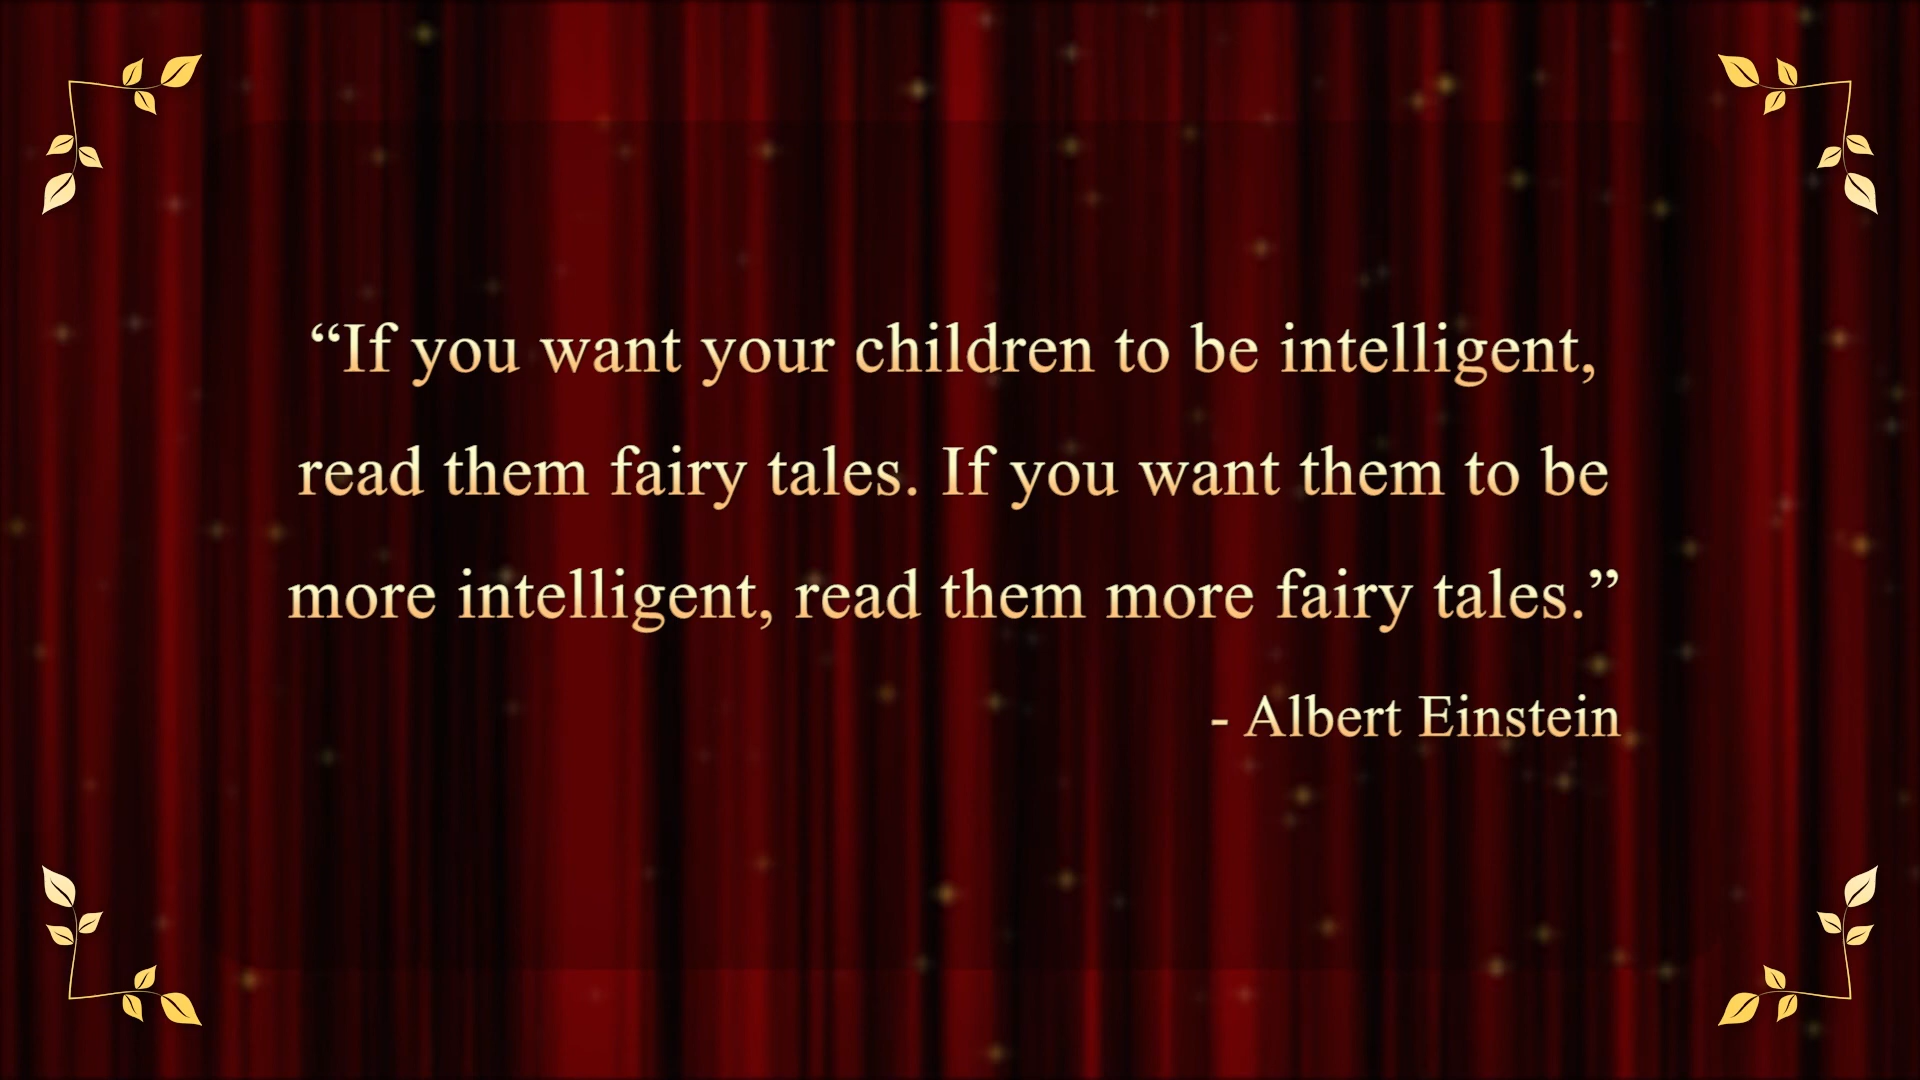 “If you want your children to be intelligent,
read them fairy tales. If you want them to be
more intelligent, read them more fairy tales.”
- Albert Einstein